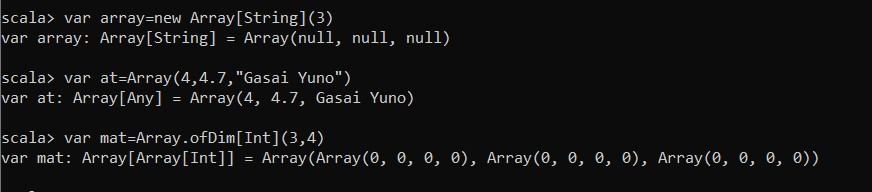 scala> var array=new Array[String](3)
var array: Array[String] = Array(null, null, null)
scala> var at=Array(4,4.7,"Gasai Yuno")
var at: Array[Any] = Array(4, 4.7, Gasai Yuno)
scala> var mat=Array.ofDim[Int](3,4)
var mat: Array[Array[Int]] = Array(Array(0, 0, 0, 0), Array(0, 0, 0, 0), Array(0, 0, 0, 0))